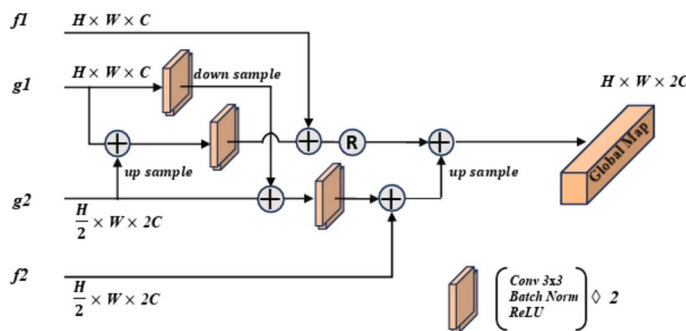 f1 H × W × C
g1 H × W × C down sample
H × W × 2C
+ R +
+ up sample up sample
Global Map
g2 + +
H/2 × W × 2C
f2
H/2 × W × 2C
Conv 3x3
Batch Norm ◊ 2
ReLU